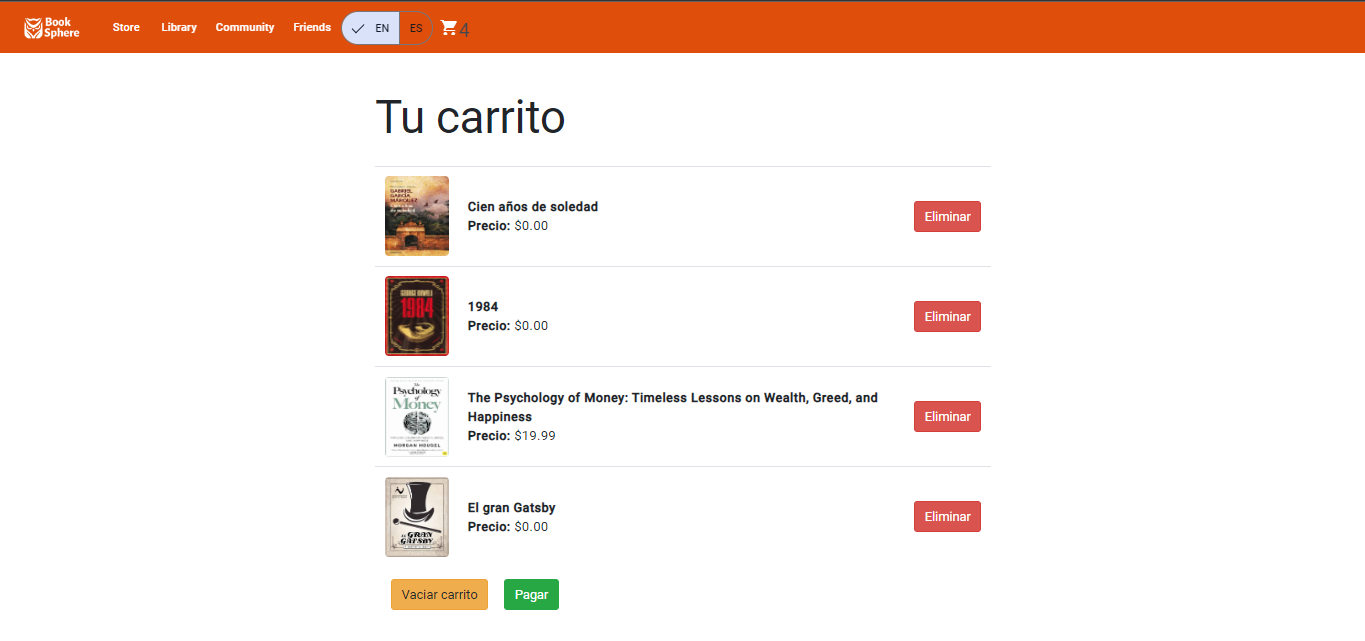 Book
Sphere
Store
Library
Community
Friends
EN
ES
4
Tu carrito
GABRIEL
GARCÍA
MÁRQUEZ
Cien años de soledad
Precio: $0.00
Eliminar
GEORGE ORWELL
1984
1984
Precio: $0.00
Eliminar
The
Psychology
of
Money
MORGAN HOUSEL
The Psychology of Money: Timeless Lessons on Wealth, Greed, and
Happiness
Precio: $19.99
Eliminar
EL GRAN
GATSBY
El gran Gatsby
Precio: $0.00
Eliminar
Vaciar carrito
Pagar